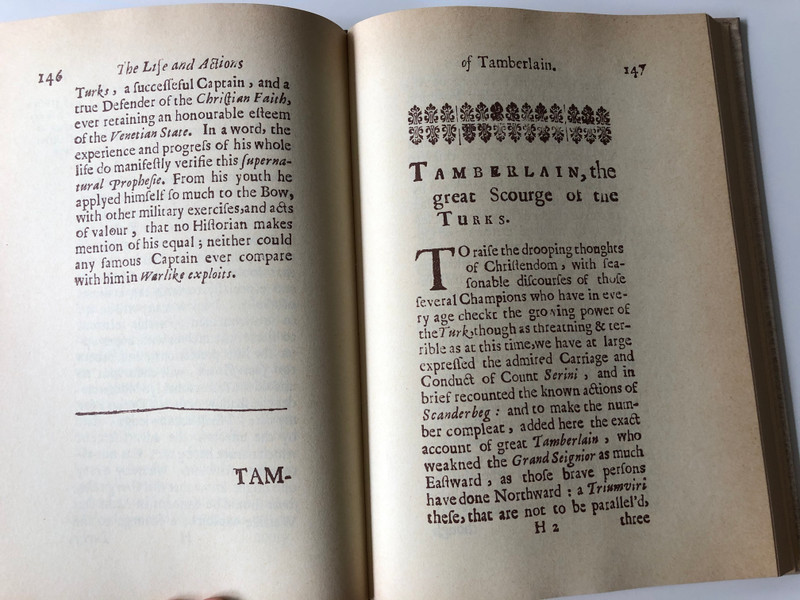 146
The Life and Actions
Turks, a ſucceſſeful Captain, and a
true Defender of the Chriſtian Faith,
ever retaining an honourable eſteem
of the Venetian State. In a word, the
experience and progreſs of his whole
life do manifeſtly verifie this ſuperna-
tural Propheſie. From his youth he
applyed himſelf ſo much to the Bow,
with other military exerciſes,and acts
of valour, that no Hiſtorian makes
mention of his equal; neither could
any famous Captain ever compare
with him in Warlike exploits.
TAM-
of Tamberlain.
147
TAMBERLAIN, the
great Scourge of the
TURKS.
TO raiſe the drooping thoughts
of Chriſtendom, with ſea-
ſonable diſcourſes of thoſe
ſeveral Champions who have in eve-
ry age checkt the growing power of
the Turk,though as threatning & ter-
rible as at this time,we have at large
expreſſed the admired Carriage and
Conduct of Count Serini, and in
brief recounted the known actions of
Scanderbeg: and to make the num-
ber compleat, added here the exact
account of great Tamberlain, who
weakned the Grand Seignior as much
Eaſtward, as thoſe brave perſons
have done Northward: a Triumviri
theſe, that are not to be parallel'd,
H 2
three